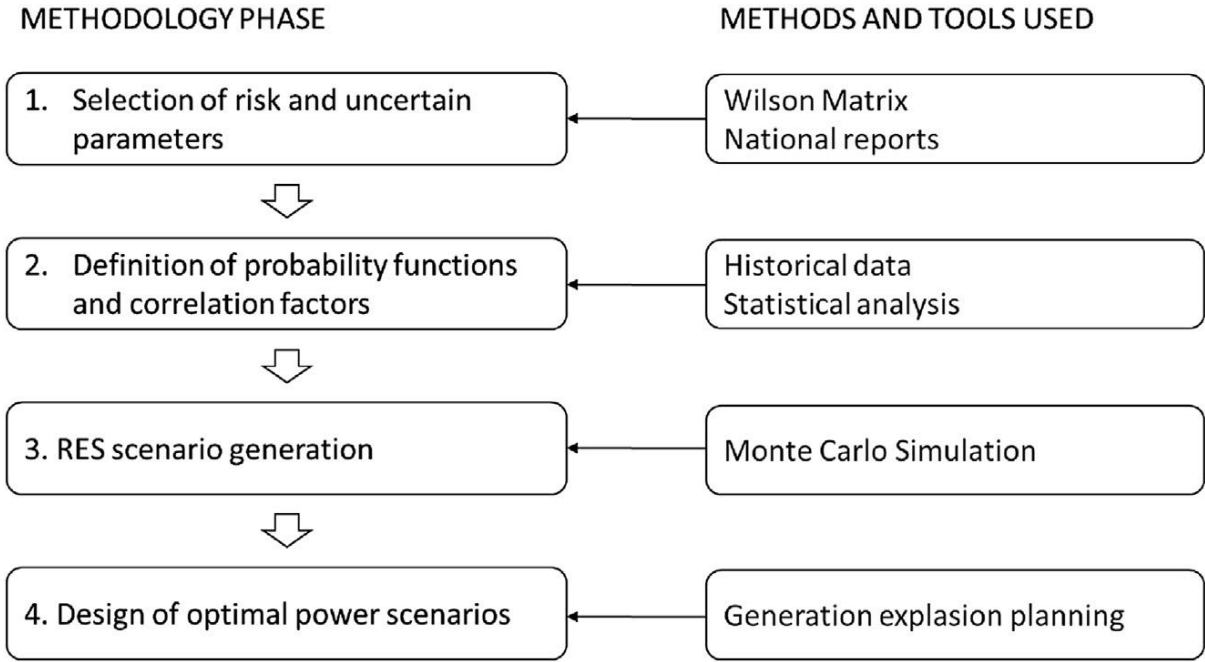 METHODOLOGY PHASE
METHODS AND TOOLS USED
1. Selection of risk and uncertain
parameters
Wilson Matrix
National reports
2. Definition of probability functions
and correlation factors
Historical data
Statistical analysis
3. RES scenario generation
Monte Carlo Simulation
4. Design of optimal power scenarios
Generation explasion planning